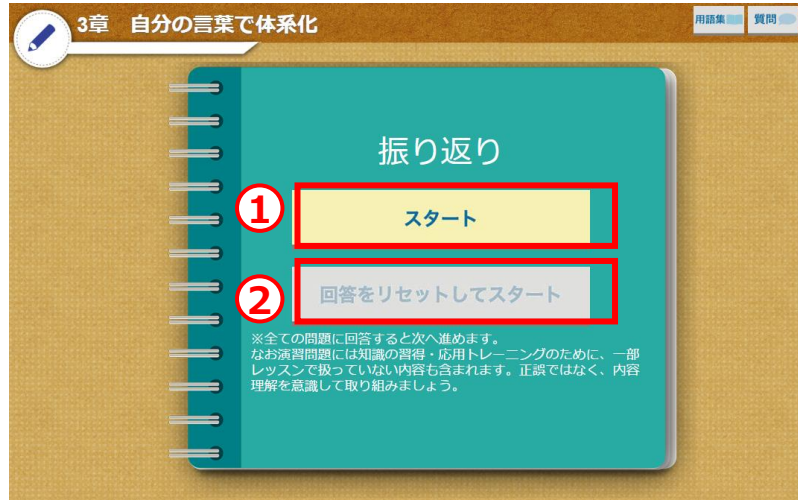 3章 自分の言葉で体系化
用語集
質問
振り返り
①
スタート
②
回答をリセットしてスタート
※全ての問題に回答すると次へ進めます。
なお演習問題には知識の習得・応用トレーニングのために、一部
レッスンで扱っていない内容も含まれます。正誤ではなく、内容
理解を意識して取り組みましょう。